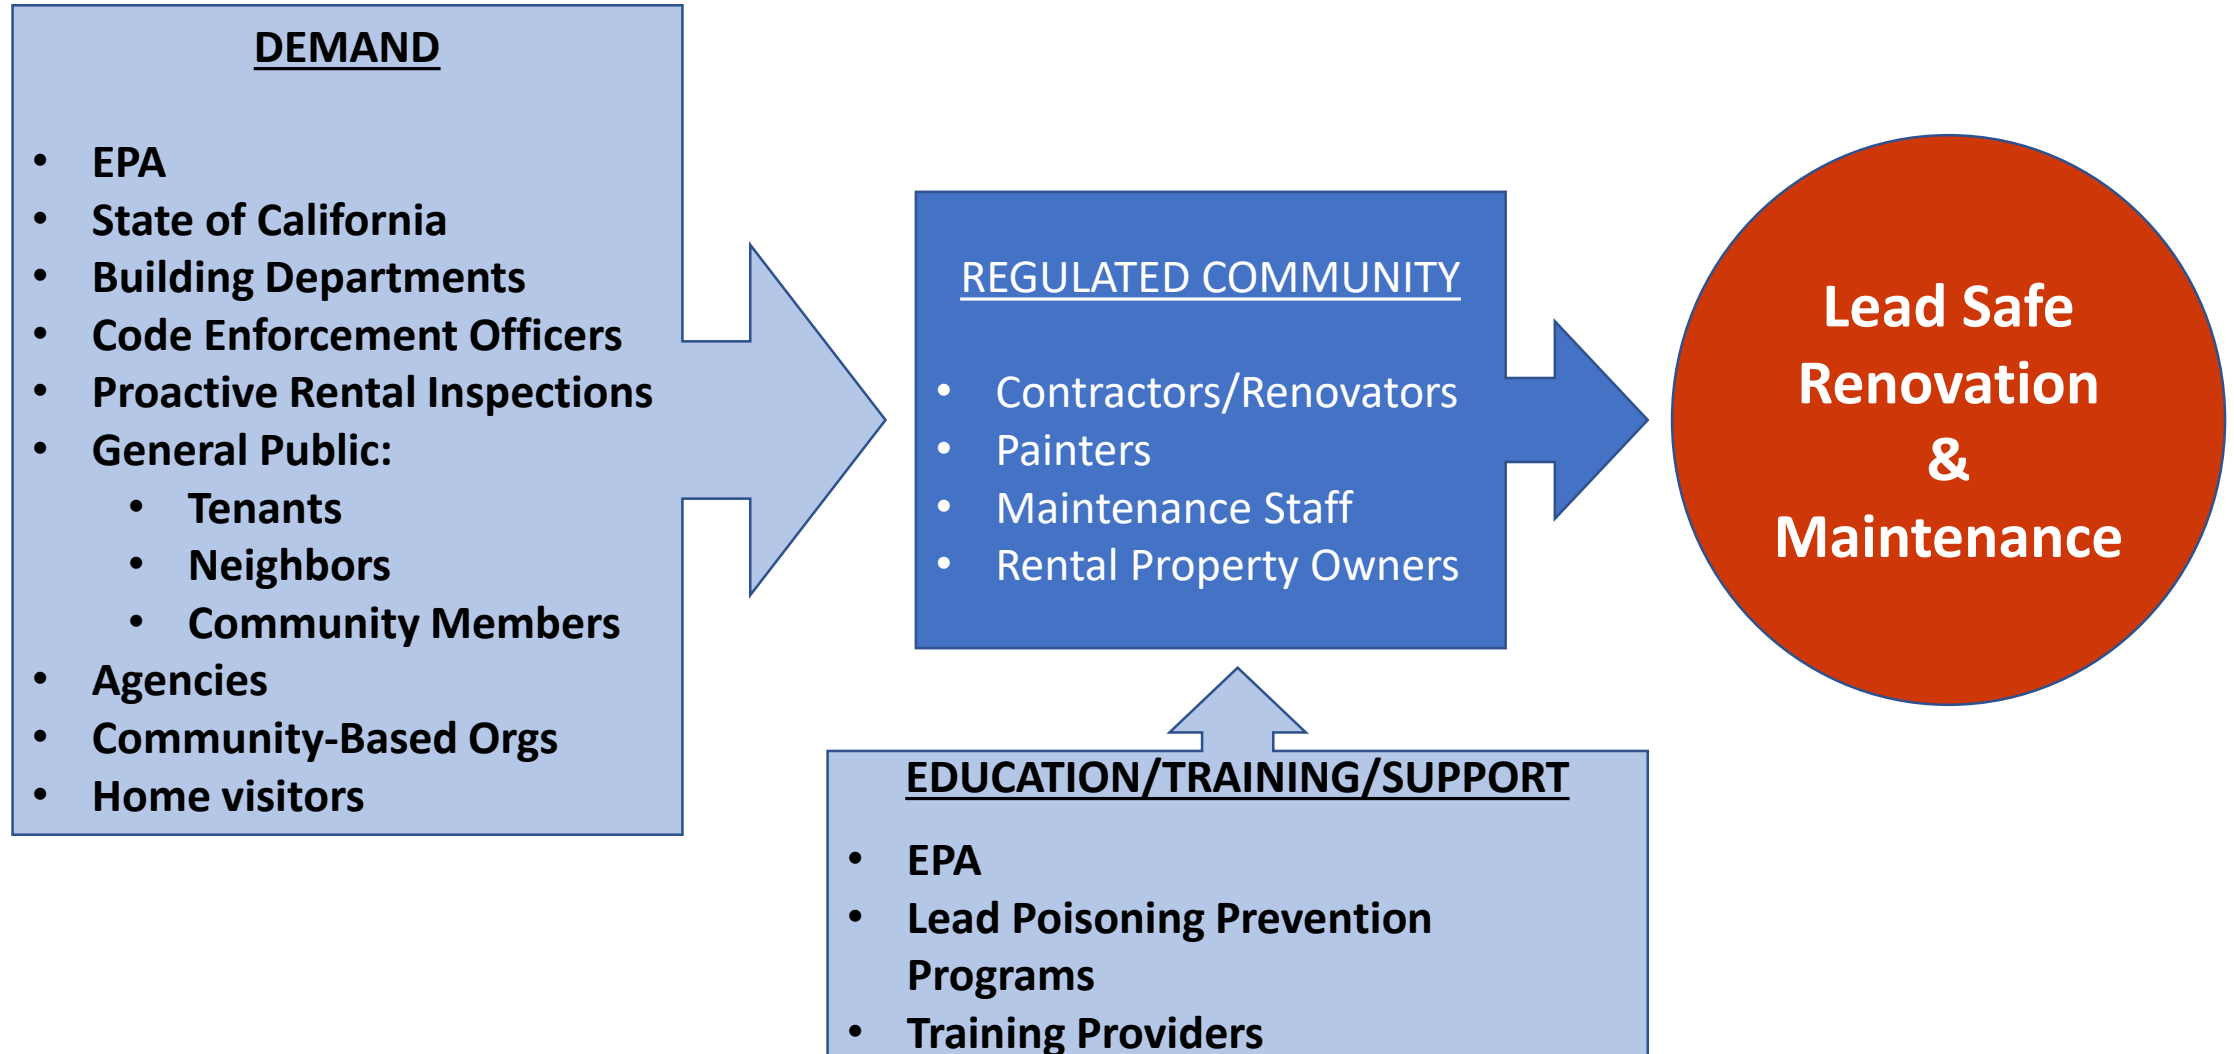 DEMAND
• EPA
• State of California
• Building Departments
• Code Enforcement Officers
• Proactive Rental Inspections
• General Public:
• Tenants
• Neighbors
• Community Members
• Agencies
• Community-Based Orgs
• Home visitors
REGULATED COMMUNITY
• Contractors/Renovators
• Painters
• Maintenance Staff
• Rental Property Owners
EDUCATION/TRAINING/SUPPORT
• EPA
• Lead Poisoning Prevention
Programs
• Training Providers
Lead Safe
Renovation
&
Maintenance